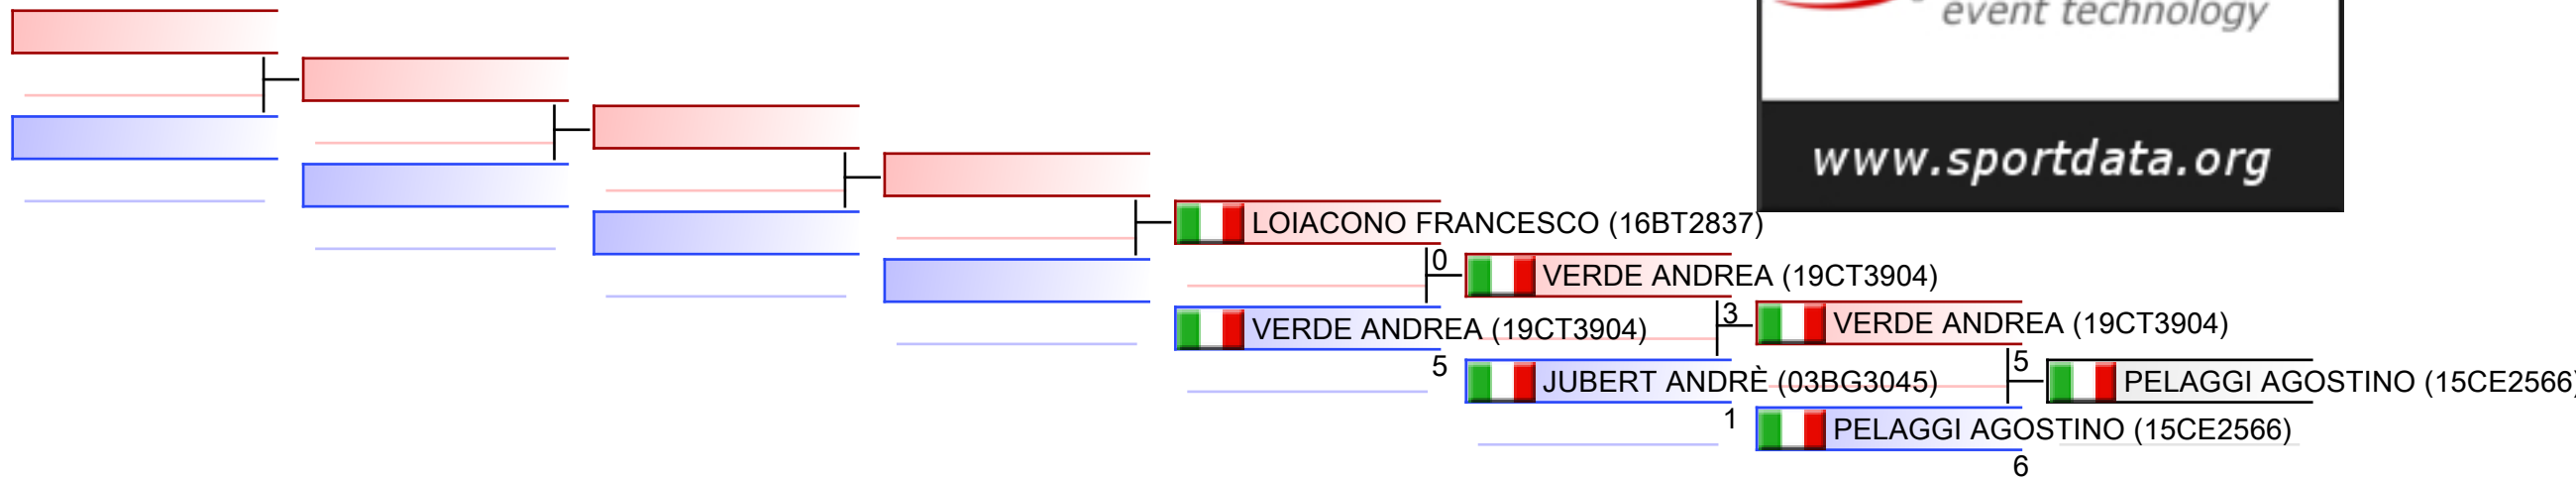 event technology
www.sportdata.org
LOIACONO FRANCESCO (16BT2837)
0
VERDE ANDREA (19CT3904)
VERDE ANDREA (19CT3904)
5
3
VERDE ANDREA (19CT3904)
JUBERT ANDRÈ (03BG3045)
1
5
PELAGGI AGOSTINO (15CE2566)
PELAGGI AGOSTINO (15CE2566)
6